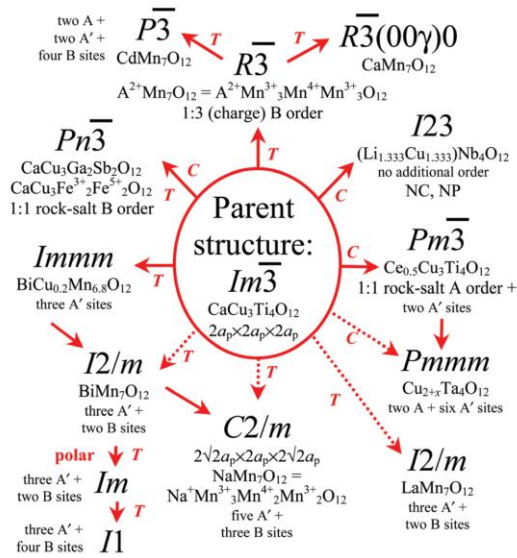 two A +
two A′ +
four B sites
P3̅
CdMn₇O₁₂
T
R3̅
T
R3̅(00γ)0
CaMn₇O₁₂
A²⁺Mn₇O₁₂ = A²⁺Mn³⁺₃Mn⁴⁺Mn³⁺₃O₁₂
1:3 (charge) B order
Pn3̅
CaCu₃Ga₂Sb₂O₁₂
CaCu₃Fe³⁺₂Fe⁵⁺₂O₁₂
1:1 rock-salt B order
C
T
T
C
I23
(Li₁.₃₃₃Cu₁.₃₃₃)Nb₄O₁₂
no additional order
NC, NP
Parent
structure:
Im3̅
CaCu₃Ti₄O₁₂
2aₚ×2aₚ×2aₚ
Immm
BiCu₀.₂Mn₆.₈O₁₂
three A′ sites
T
C
Pm3̅
Ce₀.₅Cu₃Ti₄O₁₂
1:1 rock-salt A order +
two A′ sites
T
T
C
T
Pmmm
Cu₂₊ₓTa₄O₁₂
two A + six A′ sites
I2/m
BiMn₇O₁₂
three A′ +
two B sites
C2/m
2√2aₚ×2aₚ×2√2aₚ
NaMn₇O₁₂ =
Na⁺Mn³⁺₃Mn⁴⁺₂Mn³⁺₂O₁₂
five A′ +
three B sites
I2/m
LaMn₇O₁₂
three A′ +
two B sites
polar
T
three A′ +
two B sites
Im
T
three A′ +
four B sites
I1